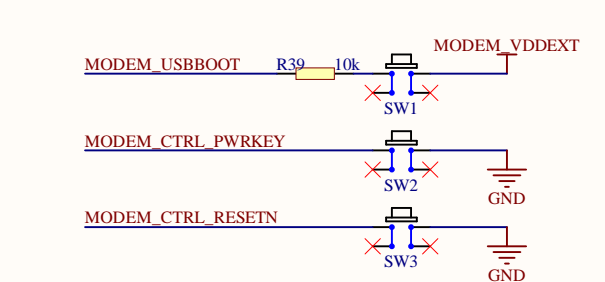 MODEM_VDDEXT
MODEM_USBBOOT R39 10k
SW1
MODEM_CTRL_PWRKEY
SW2
GND
MODEM_CTRL_RESETN
SW3
GND